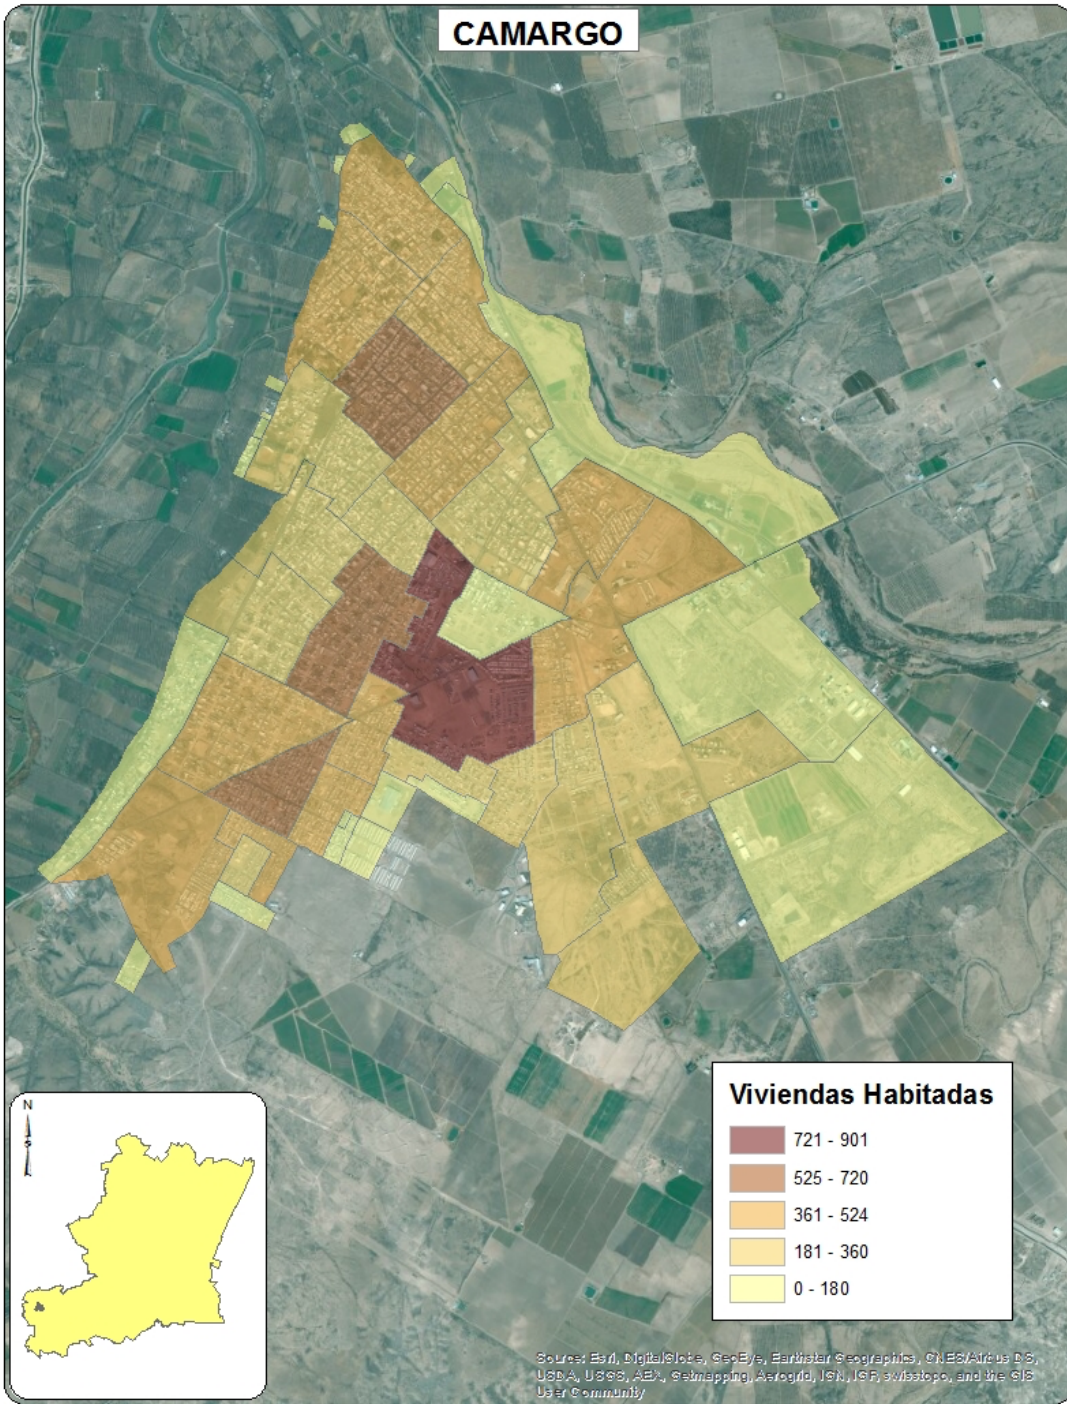 CAMARGO
Viviendas Habitadas
721 - 901
525 - 720
361 - 524
181 - 360
0 - 180
N
Source: Esri, DigitalGlobe, GeoEye, Earthstar Geographics, CNES/Airbus DS,
USDA, USGS, AEX, Getmapping, Aerogrid, IGN, IGP, swisstopo, and the GIS
User Community